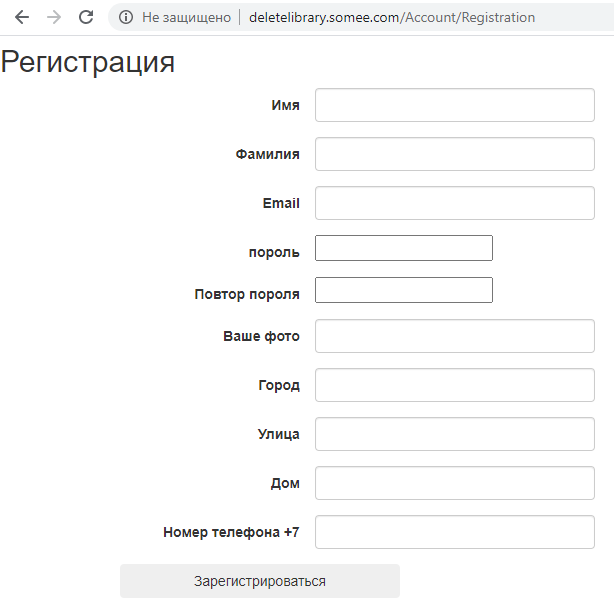 Не защищено | deletelibrary.somee.com/Account/Registration
Регистрация
Имя
Фамилия
Email
пороль
Повтор пороля
Ваше фото
Город
Улица
Дом
Номер телефона +7
Зарегистрироваться